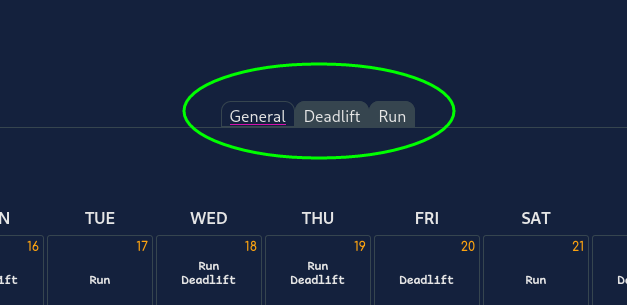 General Deadlift Run
N TUE WED THU FRI SAT
16 17 18 19 20 21
Run Run
ift Run Deadlift Deadlift Deadlift Run D